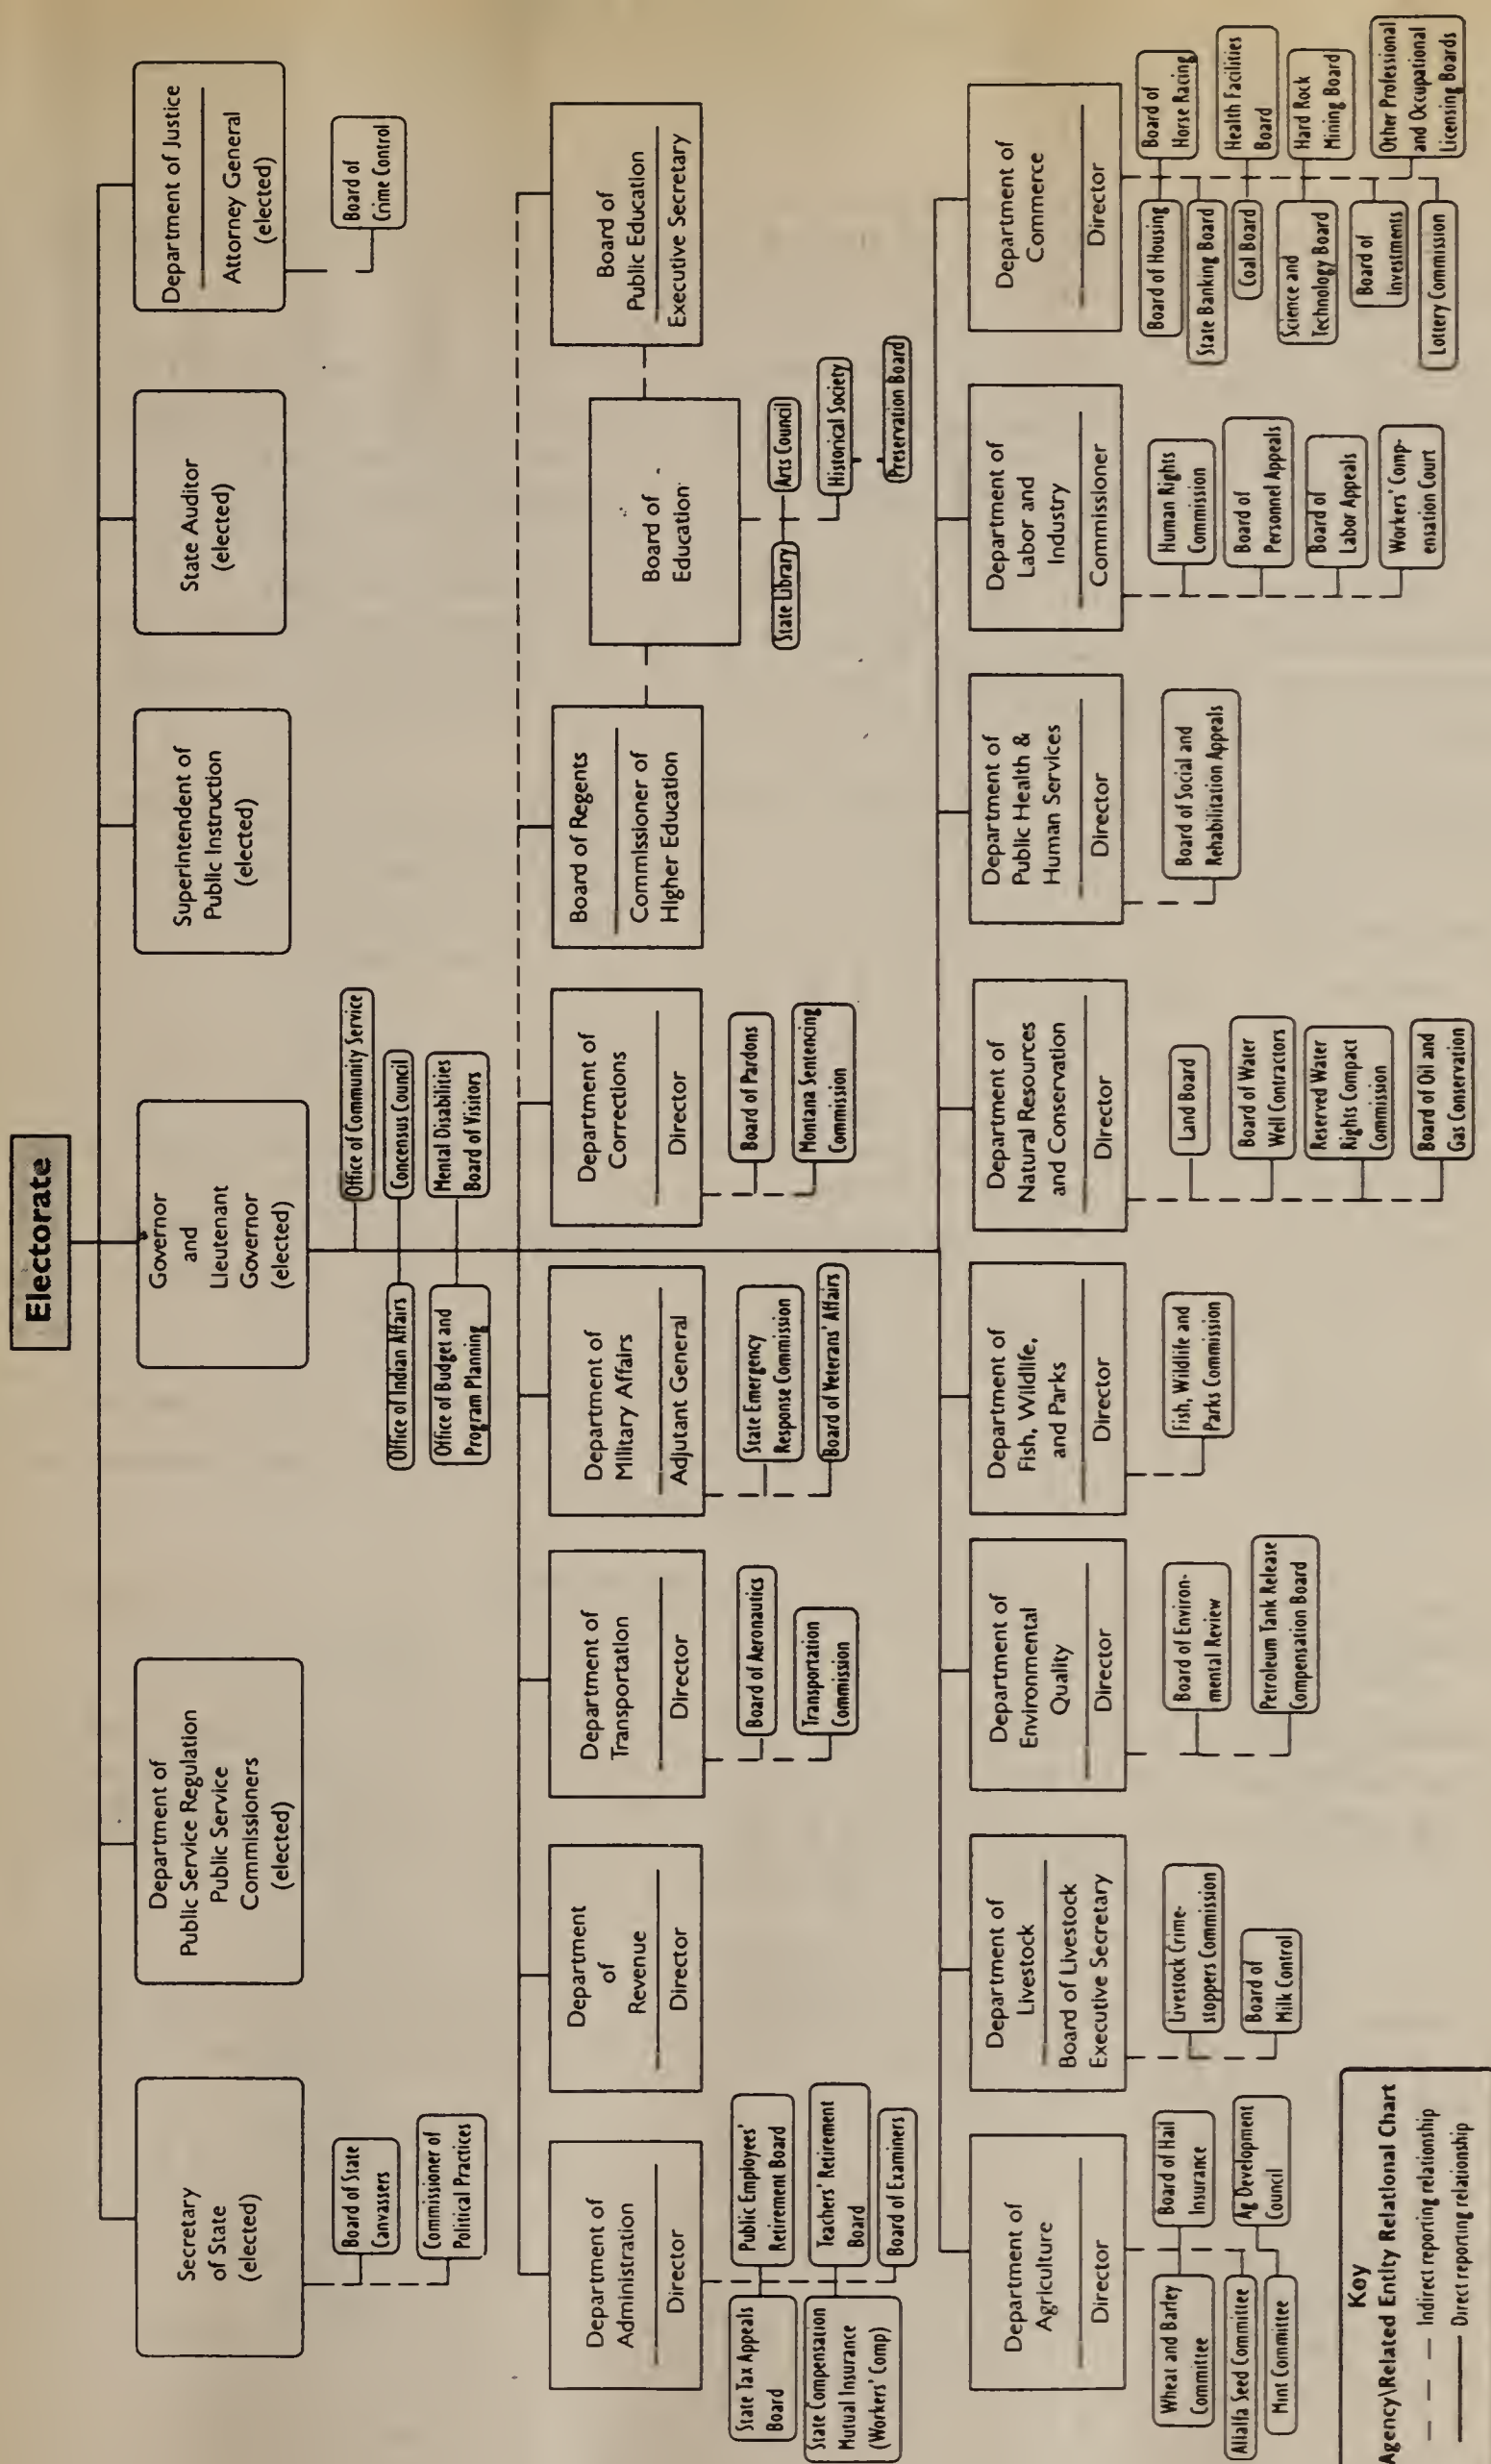 Electorate
Secretary
of State
(elected)
Board of State
Canvassers
Commissioner of
Political Practices
Department of
Public Service Regulation
Public Service
Commissioners
(elected)
Governor
and
Lieutenant
Governor
(elected)
Office of Community Service
Office of Indian Affairs
Concensus Council
Office of Budget and
Program Planning
Mental Disabilities
Board of Visitors
Superintendent of
Public Instruction
(elected)
State Auditor
(elected)
Department of Justice
Attorney General
(elected)
Board of
Crime Control
Department of
Administration
Director
State Tax Appeals
Board
Public Employees'
Retirement Board
State Compensation
Mutual Insurance
(Workers' Comp)
Teachers' Retirement
Board
Board of Examiners
Department
of
Revenue
Director
Department of
Transportation
Director
Board of Aeronautics
Transportation
Commission
Department of
Military Affairs
Adjutant General
State Emergency
Response Commission
Board of Veterans' Affairs
Department of
Corrections
Director
Board of Pardons
Montana Sentencing
Commission
Board of Regents
Commissioner of
Higher Education
Board of
Education
State Library
Arts Council
Historical Society
Preservation Board
Board of
Public Education
Executive Secretary
Department of
Agriculture
Director
Wheat and Barley
Committee
Board of Hail
Insurance
Alfalfa Seed Committee
Ag Development
Council
Mint Committee
Department of
Livestock
Board of Livestock
Executive Secretary
Livestock Crime-
stoppers Commission
Board of
Milk Control
Department of
Environmental
Quality
Director
Board of Environ-
mental Review
Petroleum Tank Release
Compensation Board
Department of
Fish, Wildlife,
and Parks
Director
Fish, Wildlife and
Parks Commission
Department of
Natural Resources
and Conservation
Director
Land Board
Board of Water
Well Contractors
Reserved Water
Rights Compact
Commission
Board of Oil and
Gas Conservation
Department of
Public Health &
Human Services
Director
Board of Social and
Rehabilitation Appeals
Department of
Labor and
Industry
Commissioner
Human Rights
Commission
Board of
Personnel Appeals
Board of
Labor Appeals
Workers' Comp-
ensation Court
Department of
Commerce
Director
Board of Housing
Board of
Horse Racing
State Banking Board
Health Facilities
Board
Coal Board
Hard Rock
Mining Board
Science and
Technology Board
Board of
Investments
Other Professional
and Occupational
Licensing Boards
Lottery Commission
Key
Agency\Related Entity Relational Chart
Indirect reporting relationship
Direct reporting relationship